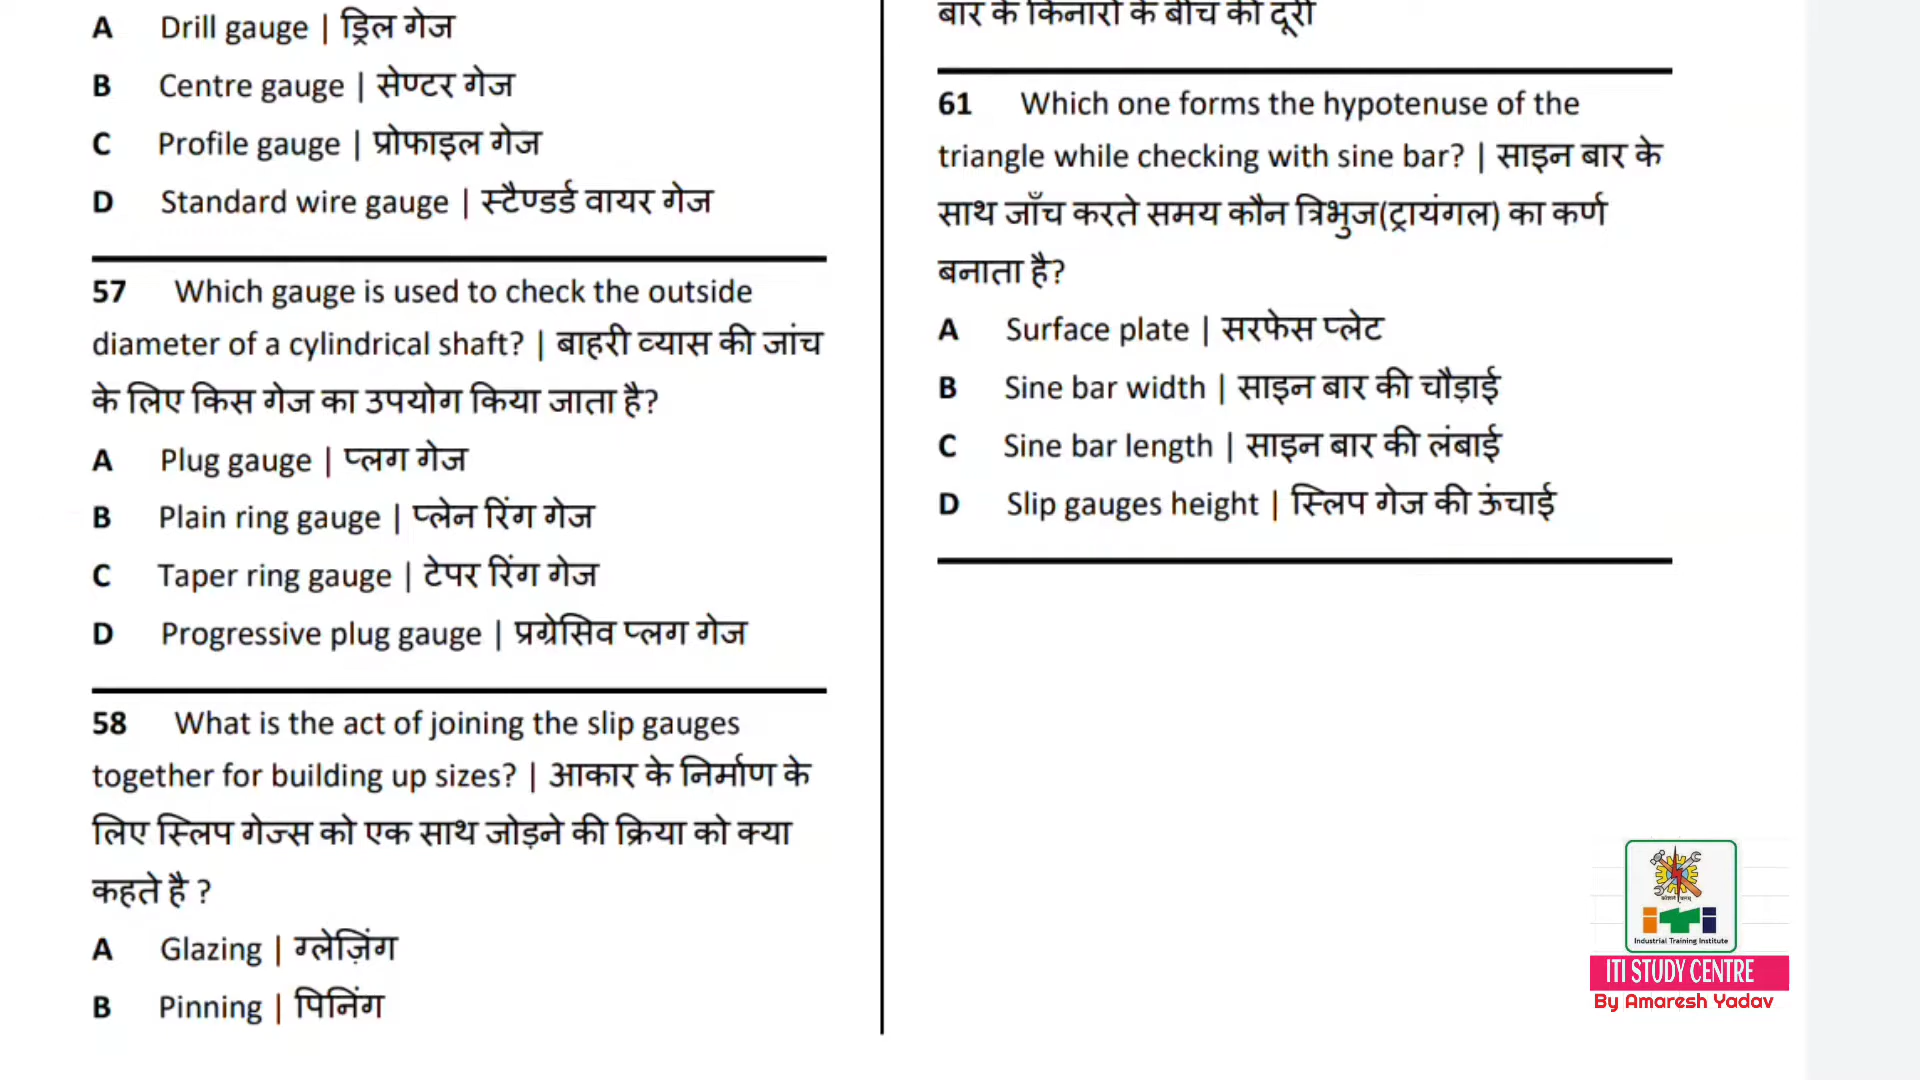 A Drill gauge | ड्रिल गेज
B Centre gauge | सेण्टर गेज
C Profile gauge | प्रोफाइल गेज
D Standard wire gauge | स्टैण्डर्ड वायर गेज
57 Which gauge is used to check the outside
diameter of a cylindrical shaft? | बाहरी व्यास की जांच
के लिए किस गेज का उपयोग किया जाता है?
A Plug gauge | प्लग गेज
B Plain ring gauge | प्लेन रिंग गेज
C Taper ring gauge | टेपर रिंग गेज
D Progressive plug gauge | प्रग्रेसिव प्लग गेज
58 What is the act of joining the slip gauges
together for building up sizes? | आकार के निर्माण के
लिए स्लिप गेज्स को एक साथ जोड़ने की क्रिया को क्या
कहते है ?
A Glazing | ग्लेज़िंग
B Pinning | पिनिंग
बार के किनारों के बीच की दूरी
61 Which one forms the hypotenuse of the
triangle while checking with sine bar? | साइन बार के
साथ जाँच करते समय कौन त्रिभुज(ट्रायंगल) का कर्ण
बनाता है?
A Surface plate | सरफेस प्लेट
B Sine bar width | साइन बार की चौड़ाई
C Sine bar length | साइन बार की लंबाई
D Slip gauges height | स्लिप गेज की ऊंचाई
iTi
Industrial Training Institute
ITI STUDY CENTRE
By Amaresh Yadav